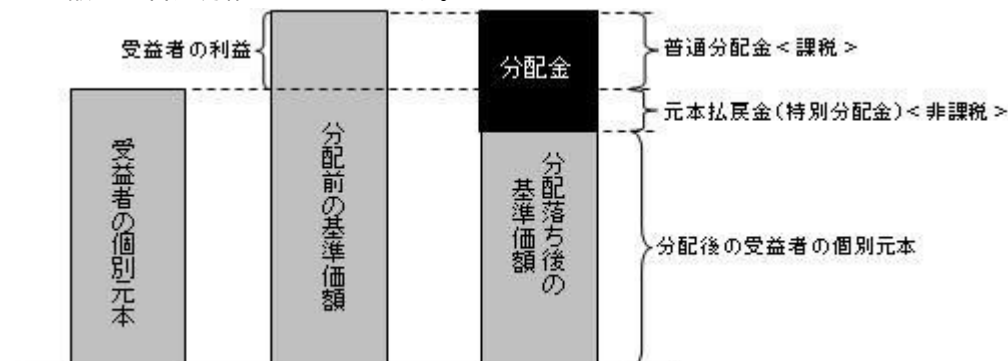 受益者の利益
分配金
普通分配金<課税>
元本払戻金(特別分配金)<非課税>
受益者の個別元本
分配前の基準価額
分配落ち後の
基準価額
分配後の受益者の個別元本